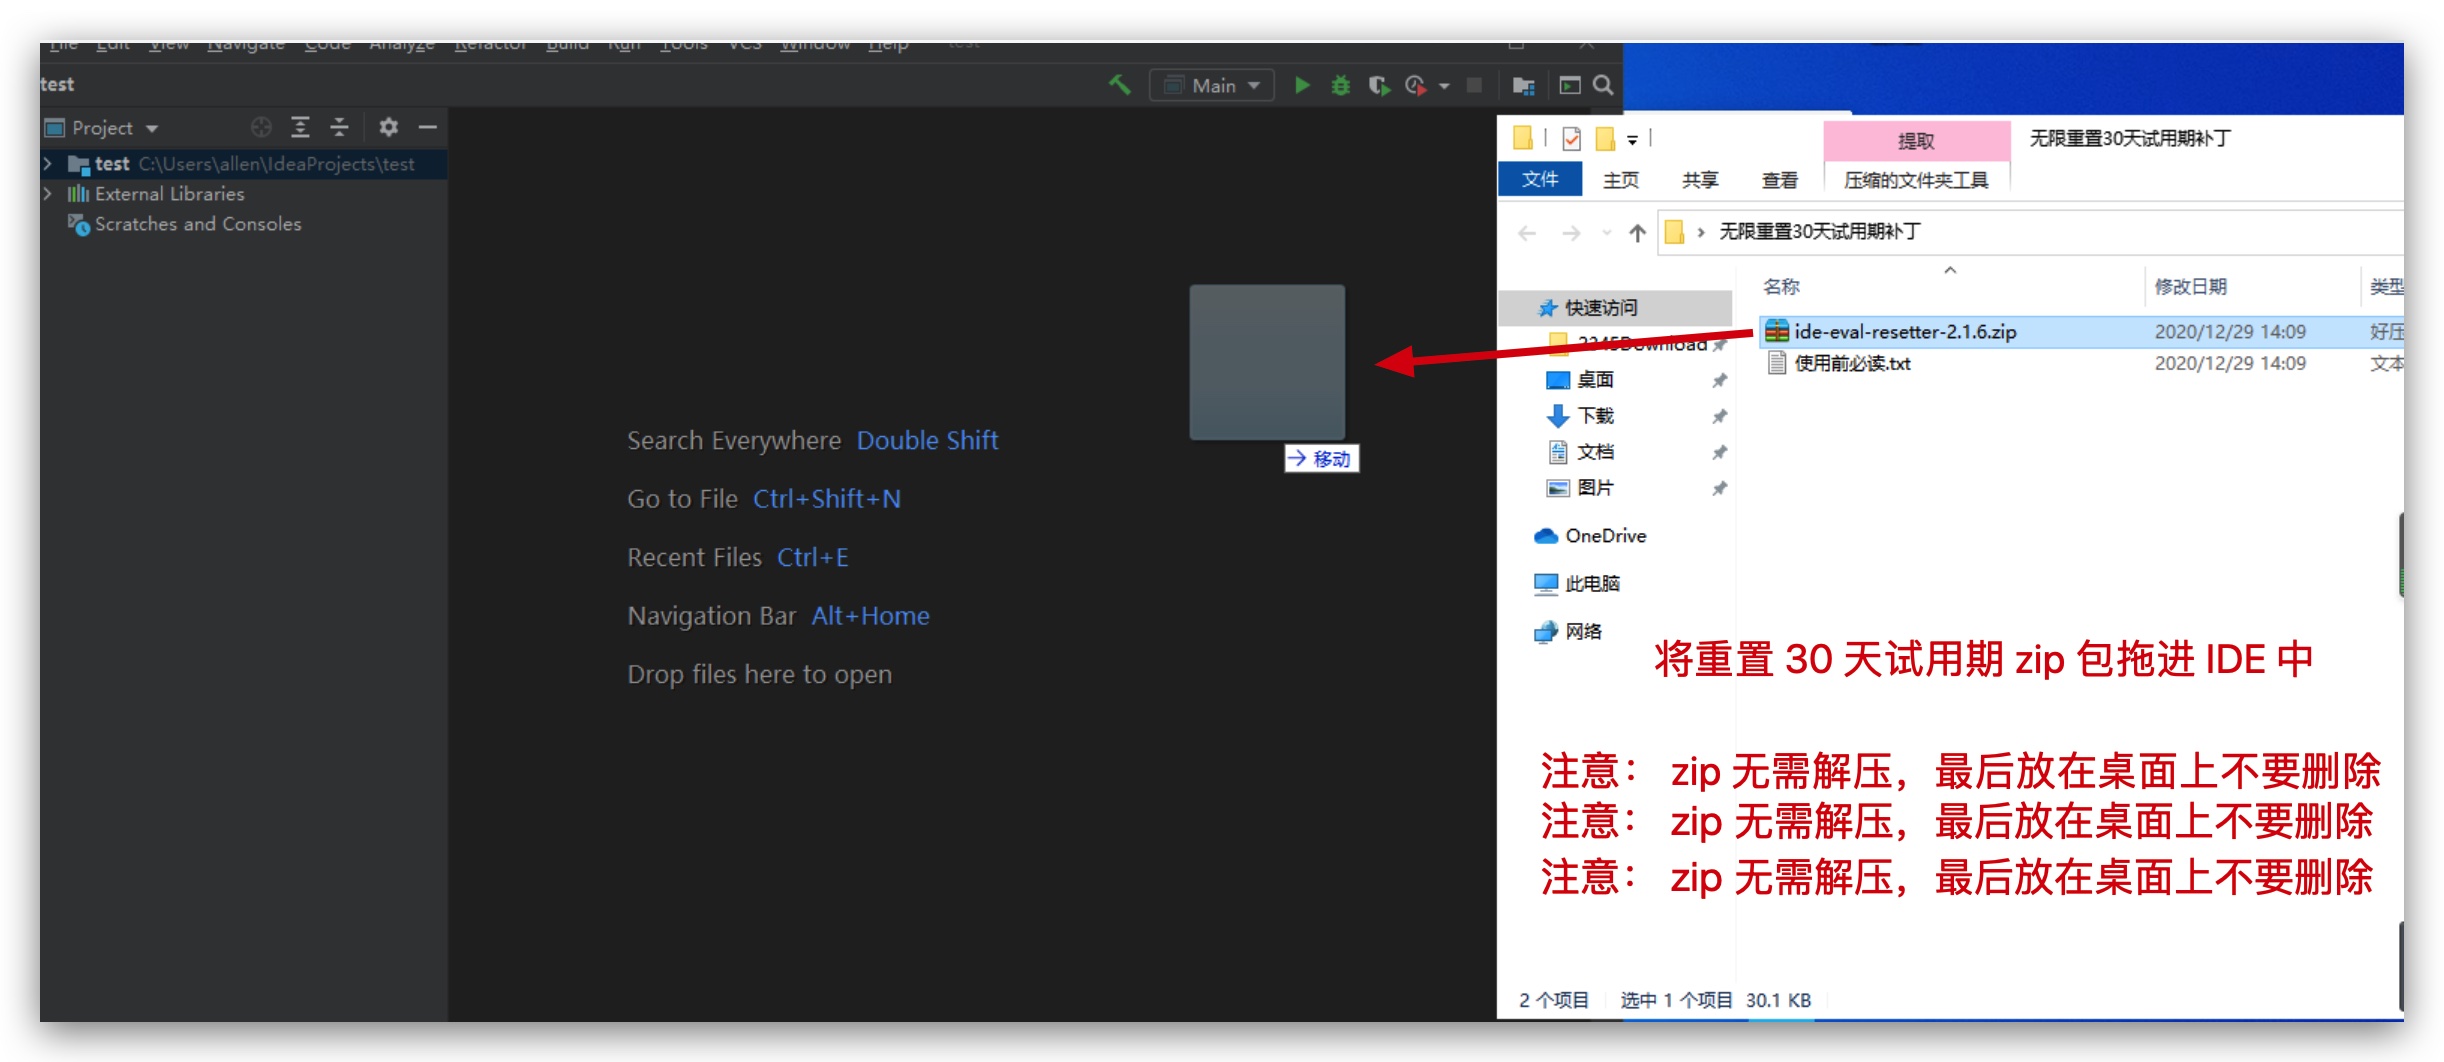 File Edit View Navigate Code Analyze Refactor Build Run Tools VCS Window Help test
test
Main
Project
test C:\Users\allen\IdeaProjects\test
External Libraries
Scratches and Consoles
Search Everywhere Double Shift
Go to File Ctrl+Shift+N
Recent Files Ctrl+E
Navigation Bar Alt+Home
Drop files here to open
移动
提取
无限重置30天试用期补丁
文件 主页 共享 查看 压缩的文件夹工具
无限重置30天试用期补丁
名称 修改日期 类型
快速访问
2345Download
桌面
下载
文档
图片
OneDrive
此电脑
网络
ide-eval-resetter-2.1.6.zip 2020/12/29 14:09 好压
使用前必读.txt 2020/12/29 14:09 文本
将重置 30 天试用期 zip 包拖进 IDE 中
注意： zip 无需解压，最后放在桌面上不要删除
注意： zip 无需解压，最后放在桌面上不要删除
注意： zip 无需解压，最后放在桌面上不要删除
2 个项目 选中 1 个项目 30.1 KB